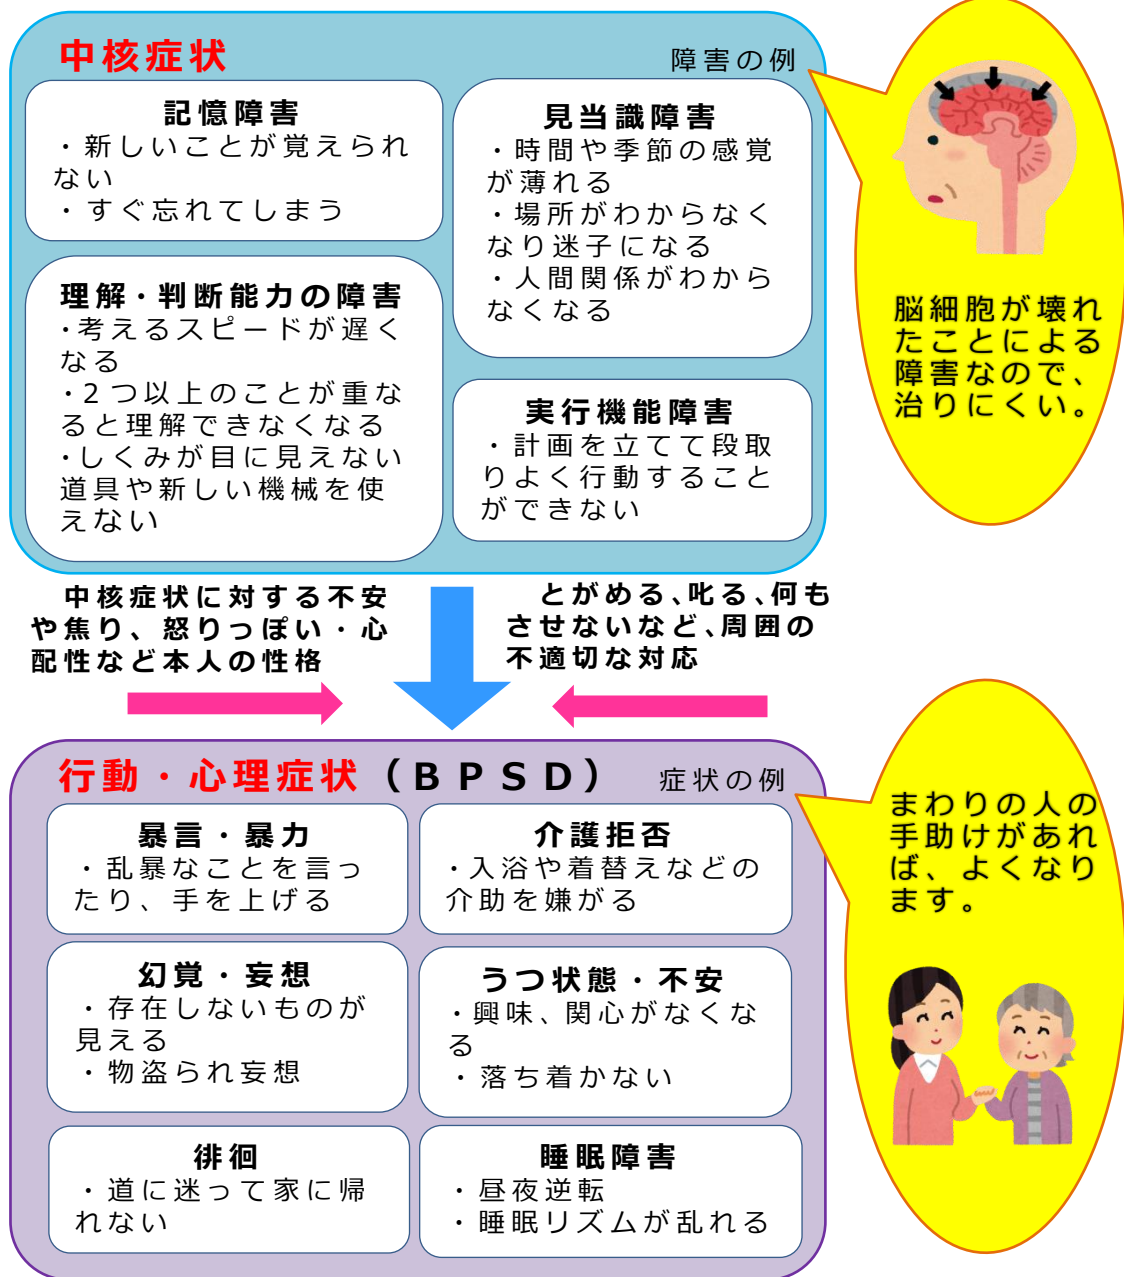 中核症状
障害の例
記憶障害
・新しいことが覚えられ
ない
・すぐ忘れてしまう
見当識障害
・時間や季節の感覚
が薄れる
・場所がわからなく
なり迷子になる
・人間関係がわから
なくなる
理解・判断能力の障害
・考えるスピードが遅く
なる
・2つ以上のことが重な
ると理解できなくなる
・しくみが目に見えない
道具や新しい機械を使
えない
実行機能障害
・計画を立てて段取
りよく行動すること
ができない
脳細胞が壊れ
たことによる
障害なので、
治りにくい。
中核症状に対する不安
や焦り、怒りっぽい・心
配性など本人の性格
とがめる、叱る、何も
させないなど、周囲の
不適切な対応
行動・心理症状(BPSD)
症状の例
暴言・暴力
・乱暴なことを言っ
たり、手を上げる
介護拒否
・入浴や着替えなどの
介助を嫌がる
幻覚・妄想
・存在しないものが
見える
・物盗られ妄想
うつ状態・不安
・興味、関心がなくな
る
・落ち着かない
徘徊
・道に迷って家に帰
れない
睡眠障害
・昼夜逆転
・睡眠リズムが乱れる
まわりの人の
手助けがあれ
ば、よくなり
ます。